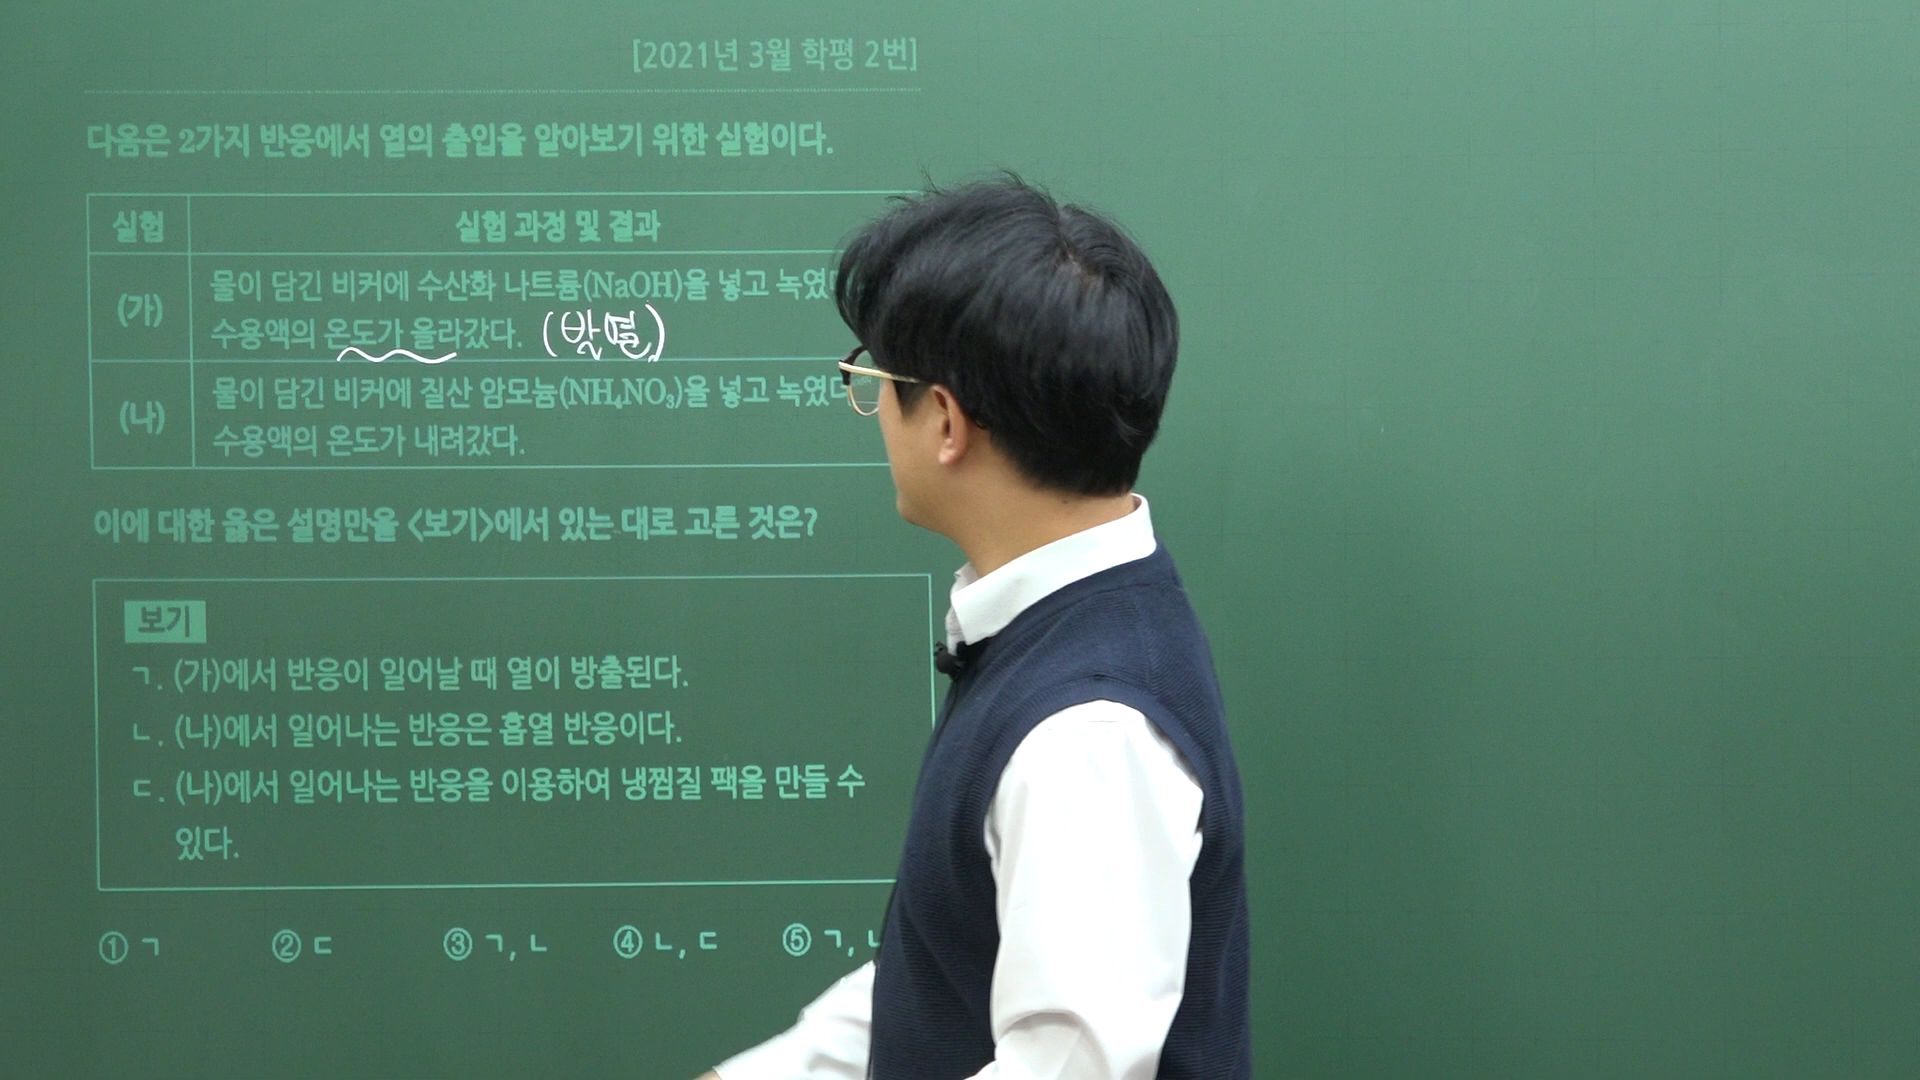 [2021년 3월 학평 2번]
다음은 2가지 반응에서 열의 출입을 알아보기 위한 실험이다.
실험 실험 과정 및 결과
(가) 물이 담긴 비커에 수산화 나트륨(NaOH)을 넣고 녹였
수용액의 온도가 올라갔다. (발열)
(나) 물이 담긴 비커에 질산 암모늄(NH₄NO₃)을 넣고 녹였다
수용액의 온도가 내려갔다.
이에 대한 옳은 설명만을 <보기>에서 있는 대로 고른 것은?
보기
ㄱ. (가)에서 반응이 일어날 때 열이 방출된다.
ㄴ. (나)에서 일어나는 반응은 흡열 반응이다.
ㄷ. (나)에서 일어나는 반응을 이용하여 냉찜질 팩을 만들 수
있다.
① ㄱ ② ㄷ ③ ㄱ, ㄴ ④ ㄴ, ㄷ ⑤ ㄱ, ㄴ